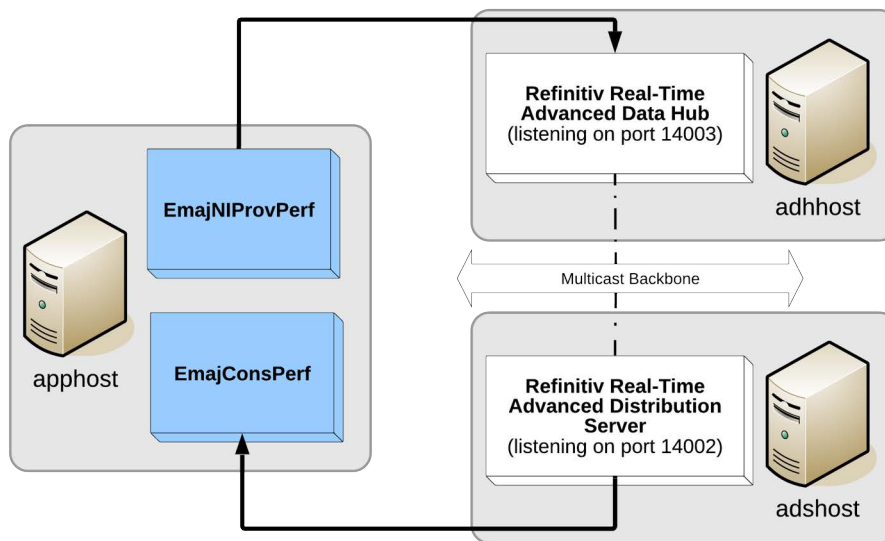 Refinitiv Real-Time
Advanced Data Hub
(listening on port 14003)
adhhost
EmajNIProvPerf
Multicast Backbone
apphost
EmajConsPerf
Refinitiv Real-Time
Advanced Distribution
Server
(listening on port 14002)
adshost